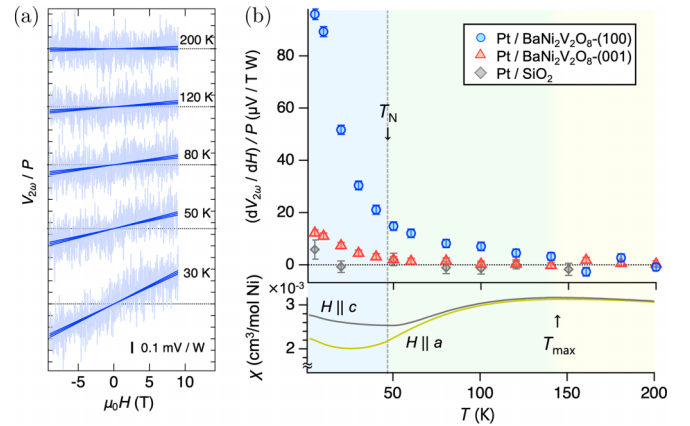 (a)
200 K
120 K
80 K
50 K
30 K
0.1 mV / W
V2ω / P
-5
0
5
10
μ0H (T)
(b)
Pt / BaNi2V2O8-(100)
Pt / BaNi2V2O8-(001)
Pt / SiO2
TN
(dV2ω / dH) / P (μV / T W)
80
60
40
20
0
×10⁻³
3
2
χ (cm³/mol Ni)
H || c
H || a
Tmax
≈
0
50
100
150
200
T (K)